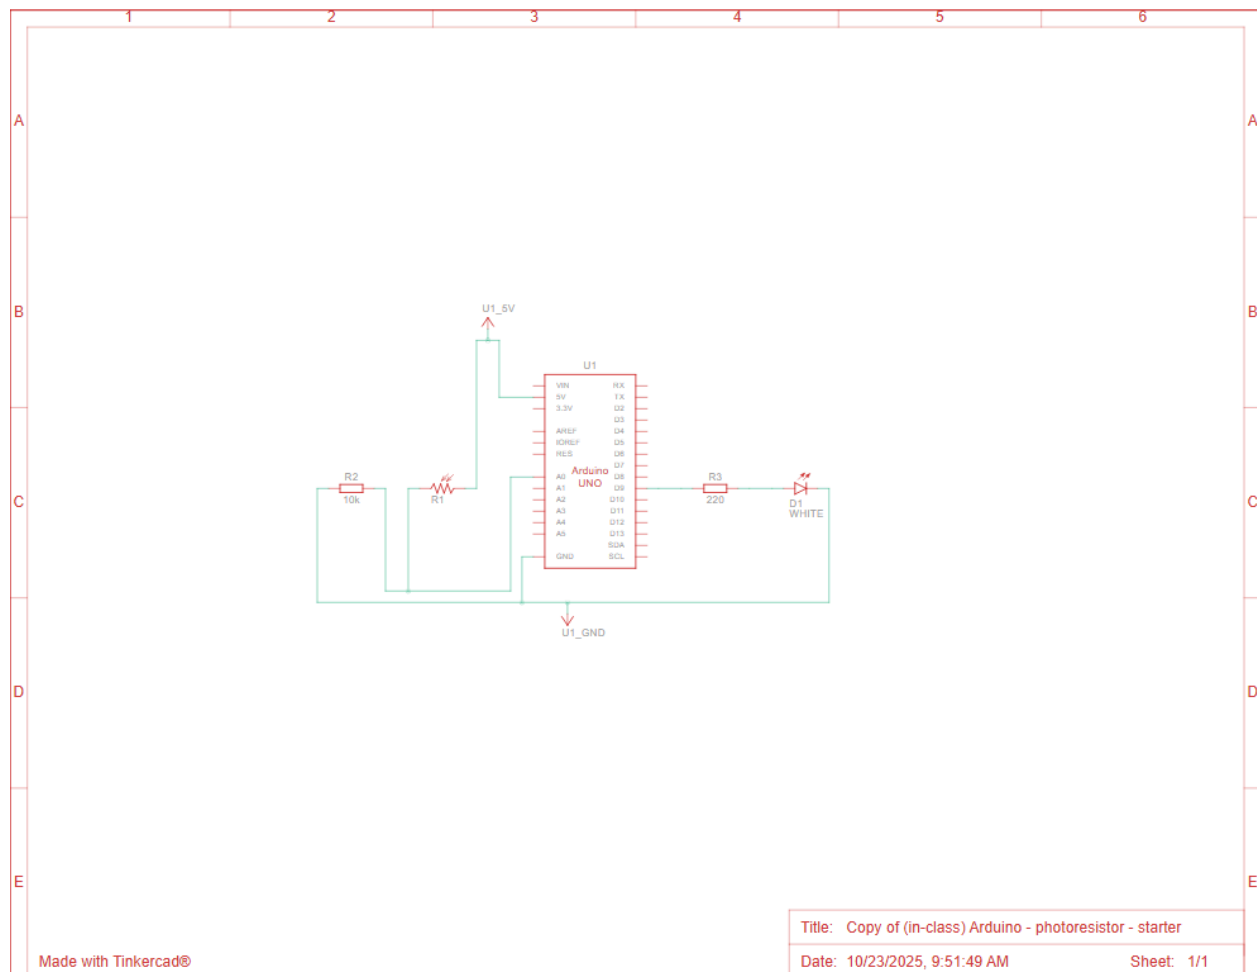 1 2 3 4 5 6
A A
B B
C C
D D
E E
U1_5V
U1
VIN RX
5V TX
3.3V D2
D3
AREF D4
IOREF D5
RES D6
D7
A0 D8
A1 D9
A2 D10
A3 D11
A4 D12
A5 D13
SDA
GND SCL
Arduino
UNO
R2
10k
R1
R3
220
D1
WHITE
U1_GND
Title: Copy of (in-class) Arduino - photoresistor - starter
Made with Tinkercad®
Date: 10/23/2025, 9:51:49 AM Sheet: 1/1